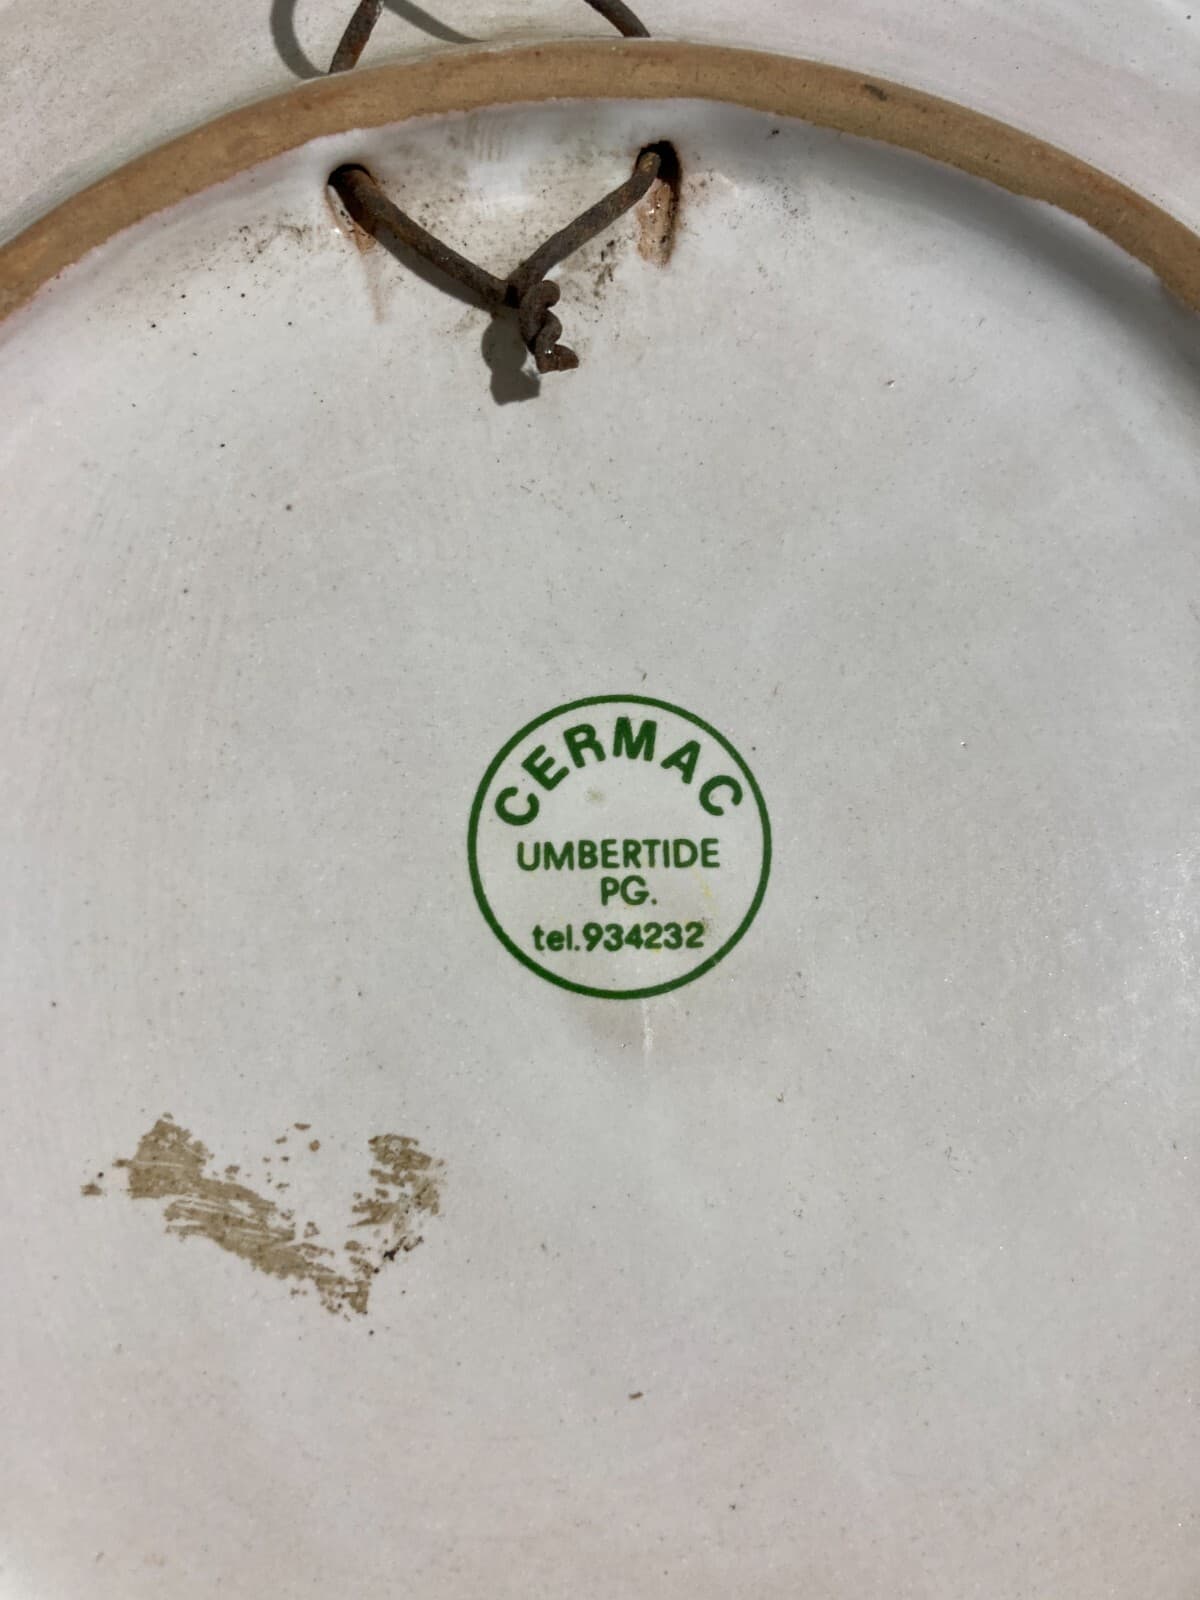 CERMAC
UMBERTIDE
PG.
tel.934232